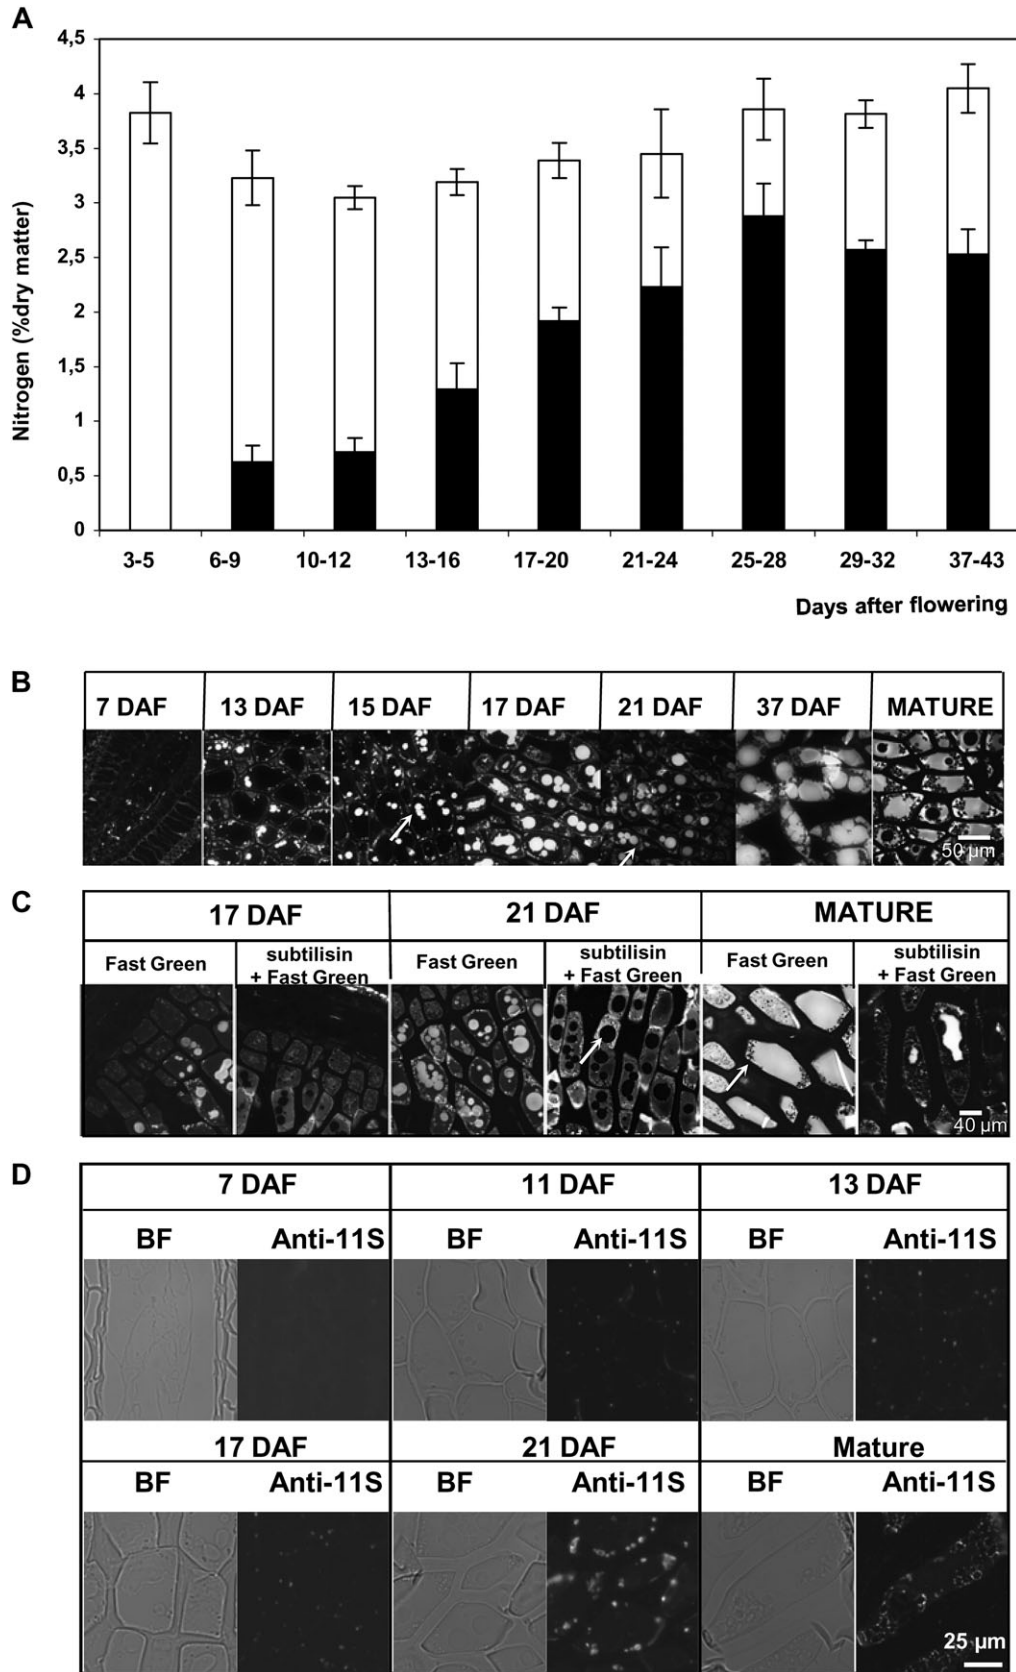 A
4,5
4
3,5
3
2,5
2
1,5
1
0,5
0
Nitrogen (%dry matter)
3-5 6-9 10-12 13-16 17-20 21-24 25-28 29-32 37-43
Days after flowering
B
7 DAF 13 DAF 15 DAF 17 DAF 21 DAF 37 DAF MATURE
50 µm
C
17 DAF 21 DAF MATURE
Fast Green subtilisin + Fast Green Fast Green subtilisin + Fast Green Fast Green subtilisin + Fast Green
40 µm
D
7 DAF 11 DAF 13 DAF
BF Anti-11S BF Anti-11S BF Anti-11S
17 DAF 21 DAF Mature
BF Anti-11S BF Anti-11S BF Anti-11S
25 µm